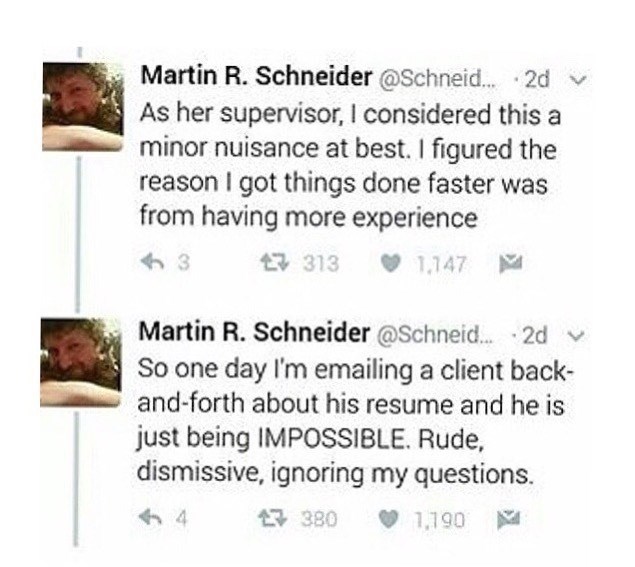 Martin R. Schneider @Schneid... · 2d
As her supervisor, I considered this a
minor nuisance at best. I figured the
reason I got things done faster was
from having more experience
3 313 1,147
Martin R. Schneider @Schneid... · 2d
So one day I'm emailing a client back-
and-forth about his resume and he is
just being IMPOSSIBLE. Rude,
dismissive, ignoring my questions.
4 380 1,190